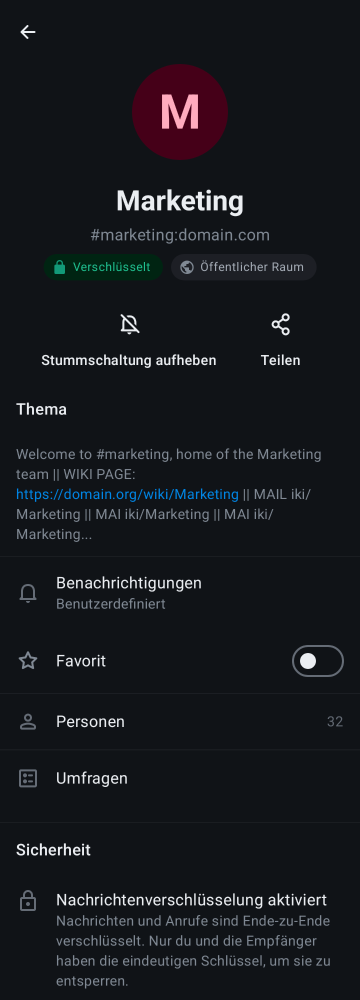 M
Marketing
#marketing:domain.com
Verschlüsselt
Öffentlicher Raum
Stummschaltung aufheben
Teilen
Thema
Welcome to #marketing, home of the Marketing
team || WIKI PAGE:
https://domain.org/wiki/Marketing || MAIL iki/
Marketing || MAI iki/Marketing || MAI iki/
Marketing...
Benachrichtigungen
Benutzerdefiniert
Favorit
Personen 32
Umfragen
Sicherheit
Nachrichtenverschlüsselung aktiviert
Nachrichten und Anrufe sind Ende-zu-Ende
verschlüsselt. Nur du und die Empfänger
haben die eindeutigen Schlüssel, um sie zu
entsperren.